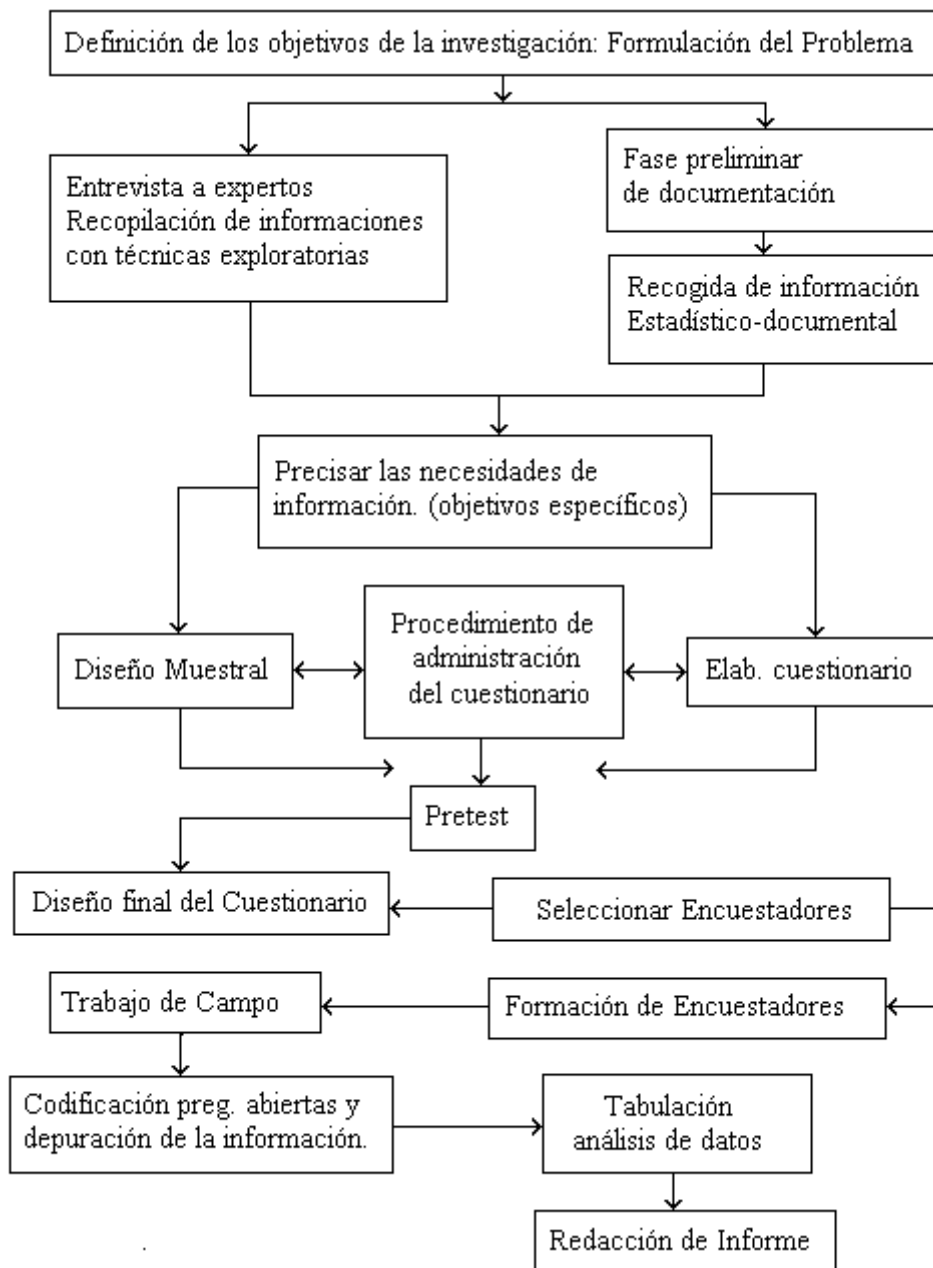 Definición de los objetivos de la investigación: Formulación del Problema
Entrevista a expertos
Recopilación de informaciones
con técnicas exploratorias
Fase preliminar
de documentación
Recogida de información
Estadístico-documental
Precisar las necesidades de
información. (objetivos específicos)
Diseño Muestral
Procedimiento de
administración
del cuestionario
Elab. cuestionario
Pretest
Diseño final del Cuestionario
Seleccionar Encuestadores
Trabajo de Campo
Formación de Encuestadores
Codificación preg. abiertas y
depuración de la información.
Tabulación
análisis de datos
Redacción de Informe